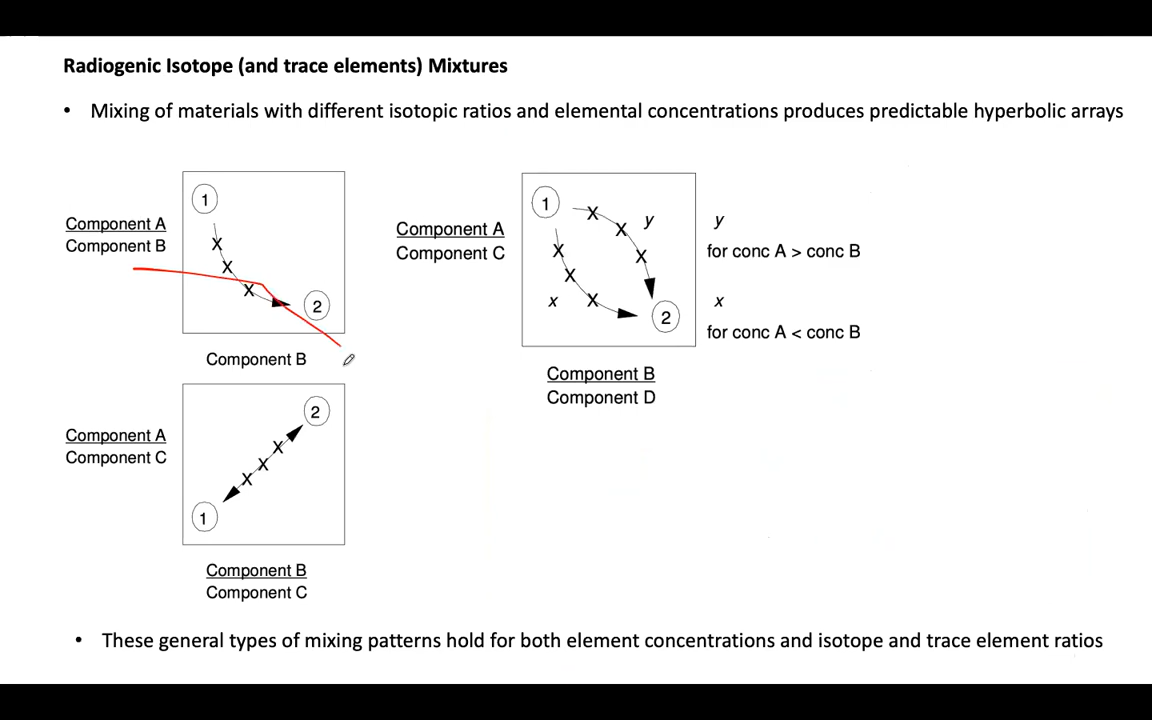 Radiogenic Isotope (and trace elements) Mixtures
• Mixing of materials with different isotopic ratios and elemental concentrations produces predictable hyperbolic arrays
Component A
Component B
1
X
X
X
2
Component B
Component A
Component C
1
X
X
y
X
X
X
x
X
2
Component B
Component D
y
for conc A > conc B
x
for conc A < conc B
Component A
Component C
2
X
X
X
1
Component B
Component C
• These general types of mixing patterns hold for both element concentrations and isotope and trace element ratios